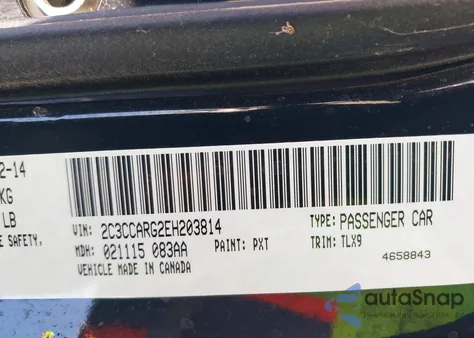 2-14
KG
LB
E SAFETY,
VIN: 2C3CCARG2EH203814
TYPE: PASSENGER CAR
MDH: 021115 083AA
PAINT: PXT
TRIM: TLX9
VEHICLE MADE IN CANADA
4658843
autoSnap